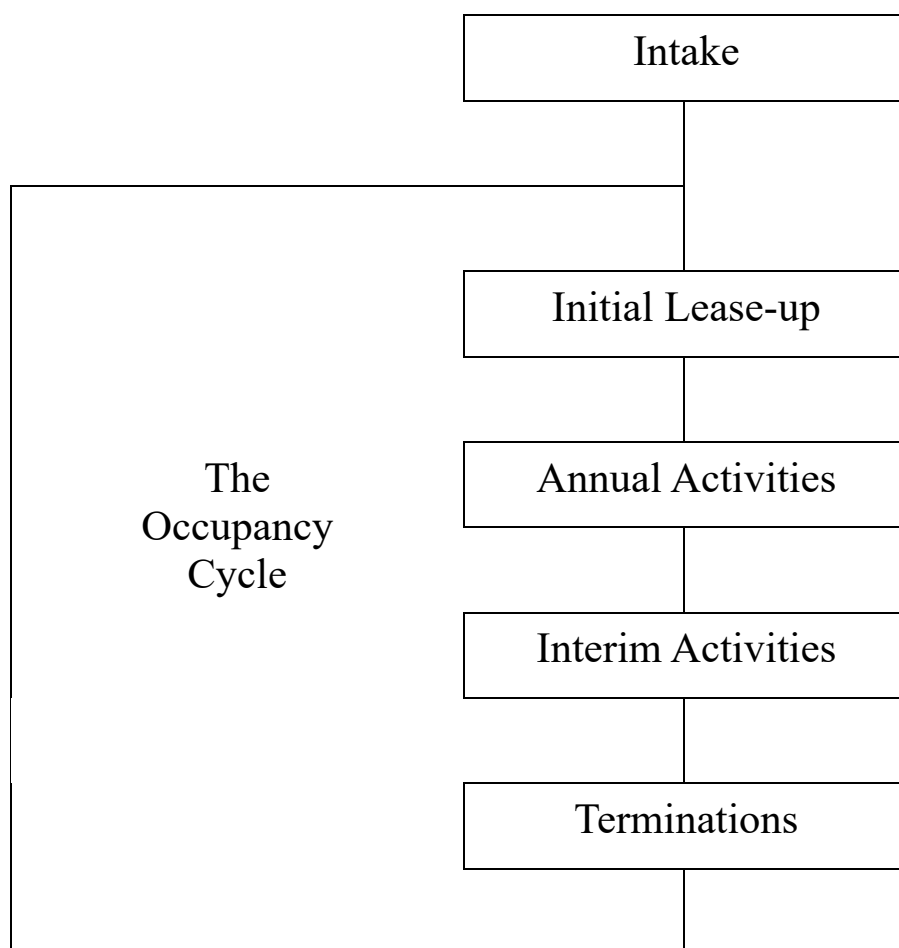 Intake
Initial Lease-up
The
Occupancy
Cycle
Annual Activities
Interim Activities
Terminations